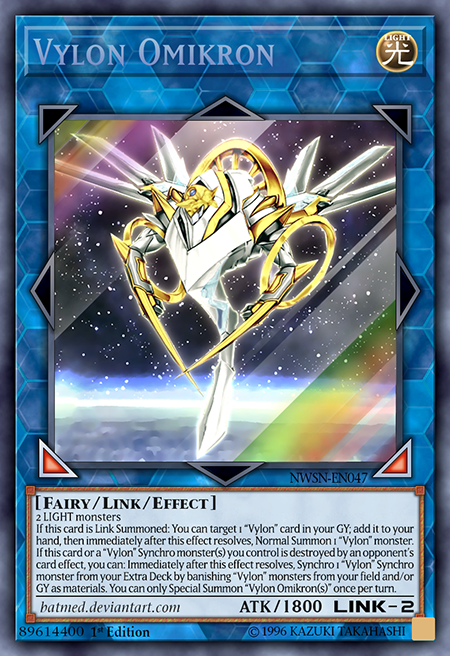 Vylon Omikron
LIGHT
光
NWSN-EN047
[Fairy/Link/Effect]
2 LIGHT monsters
If this card is Link Summoned: You can target 1 "Vylon" card in your GY; add it to your
hand, then immediately after this effect resolves, Normal Summon 1 "Vylon" monster.
If this card or a "Vylon" Synchro monster(s) you control is destroyed by an opponent's
card effect, you can: Immediately after this effect resolves, Synchro 1 "Vylon" Synchro
monster from your Extra Deck by banishing "Vylon" monsters from your field and/or
GY as materials. You can only Special Summon "Vylon Omikron(s)" once per turn.
batmed.deviantart.com ATK/1800 LINK-2
89614400 1st Edition ©1996 KAZUKI TAKAHASHI